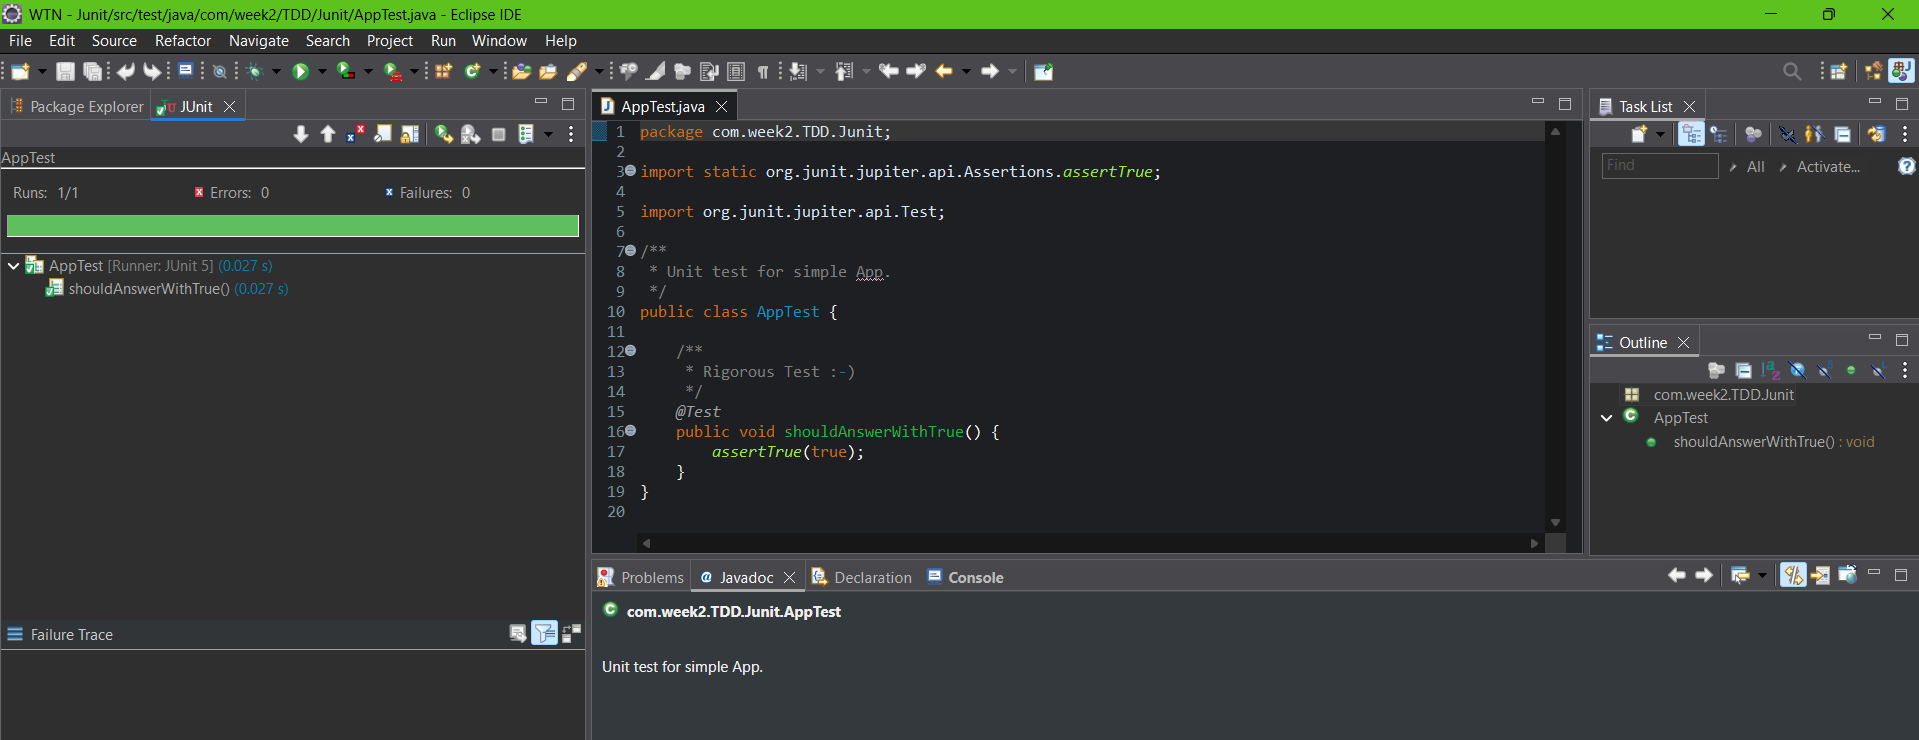 WTN - Junit/src/test/java/com/week2/TDD/Junit/AppTest.java - Eclipse IDE
File Edit Source Refactor Navigate Search Project Run Window Help
Package Explorer
JUnit
AppTest
Runs: 1/1
Errors: 0
Failures: 0
AppTest [Runner: JUnit 5] (0.027 s)
shouldAnswerWithTrue() (0.027 s)
Failure Trace
AppTest.java
1 package com.week2.TDD.Junit;
2
3 import static org.junit.jupiter.api.Assertions.assertTrue;
4
5 import org.junit.jupiter.api.Test;
6
7 /**
8 * Unit test for simple App.
9 */
10 public class AppTest {
11
12 /**
13 * Rigorous Test :-)
14 */
15 @Test
16 public void shouldAnswerWithTrue() {
17 assertTrue(true);
18 }
19 }
20
Problems
Javadoc
Declaration
Console
com.week2.TDD.Junit.AppTest
Unit test for simple App.
Task List
Find
All
Activate...
Outline
com.week2.TDD.Junit
AppTest
shouldAnswerWithTrue() : void